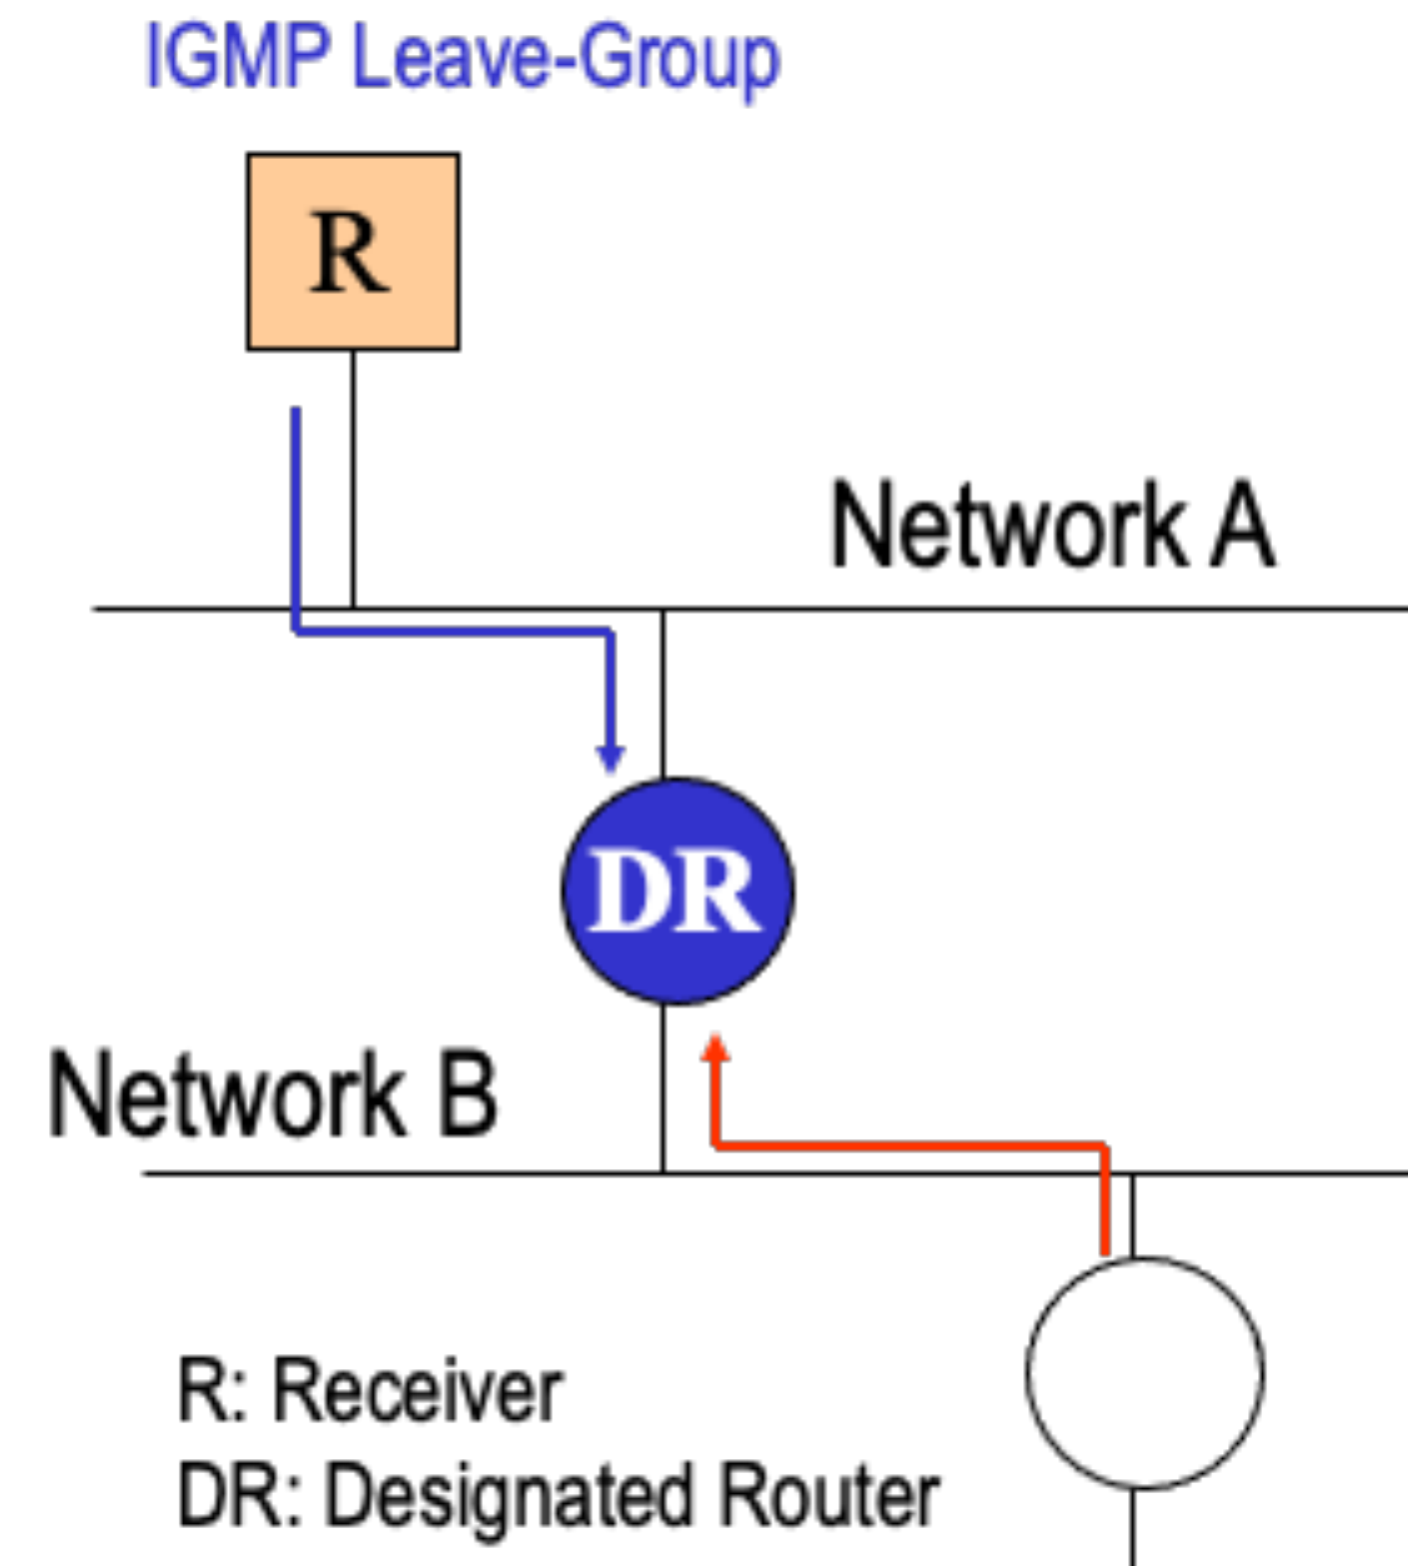 IGMP Leave-Group
R
Network A
DR
Network B
R: Receiver
DR: Designated Router